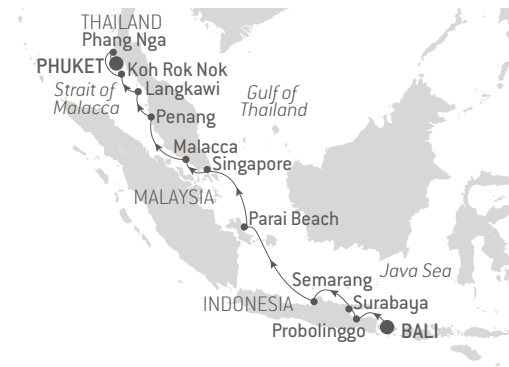 THAILAND
Phang Nga
PHUKET
Koh Rok Nok
Strait of
Malacca
Langkawi
Gulf of
Thailand
Penang
Malacca
Singapore
MALAYSIA
Parai Beach
Java Sea
Semarang
INDONESIA
Surabaya
Probolinggo
BALI